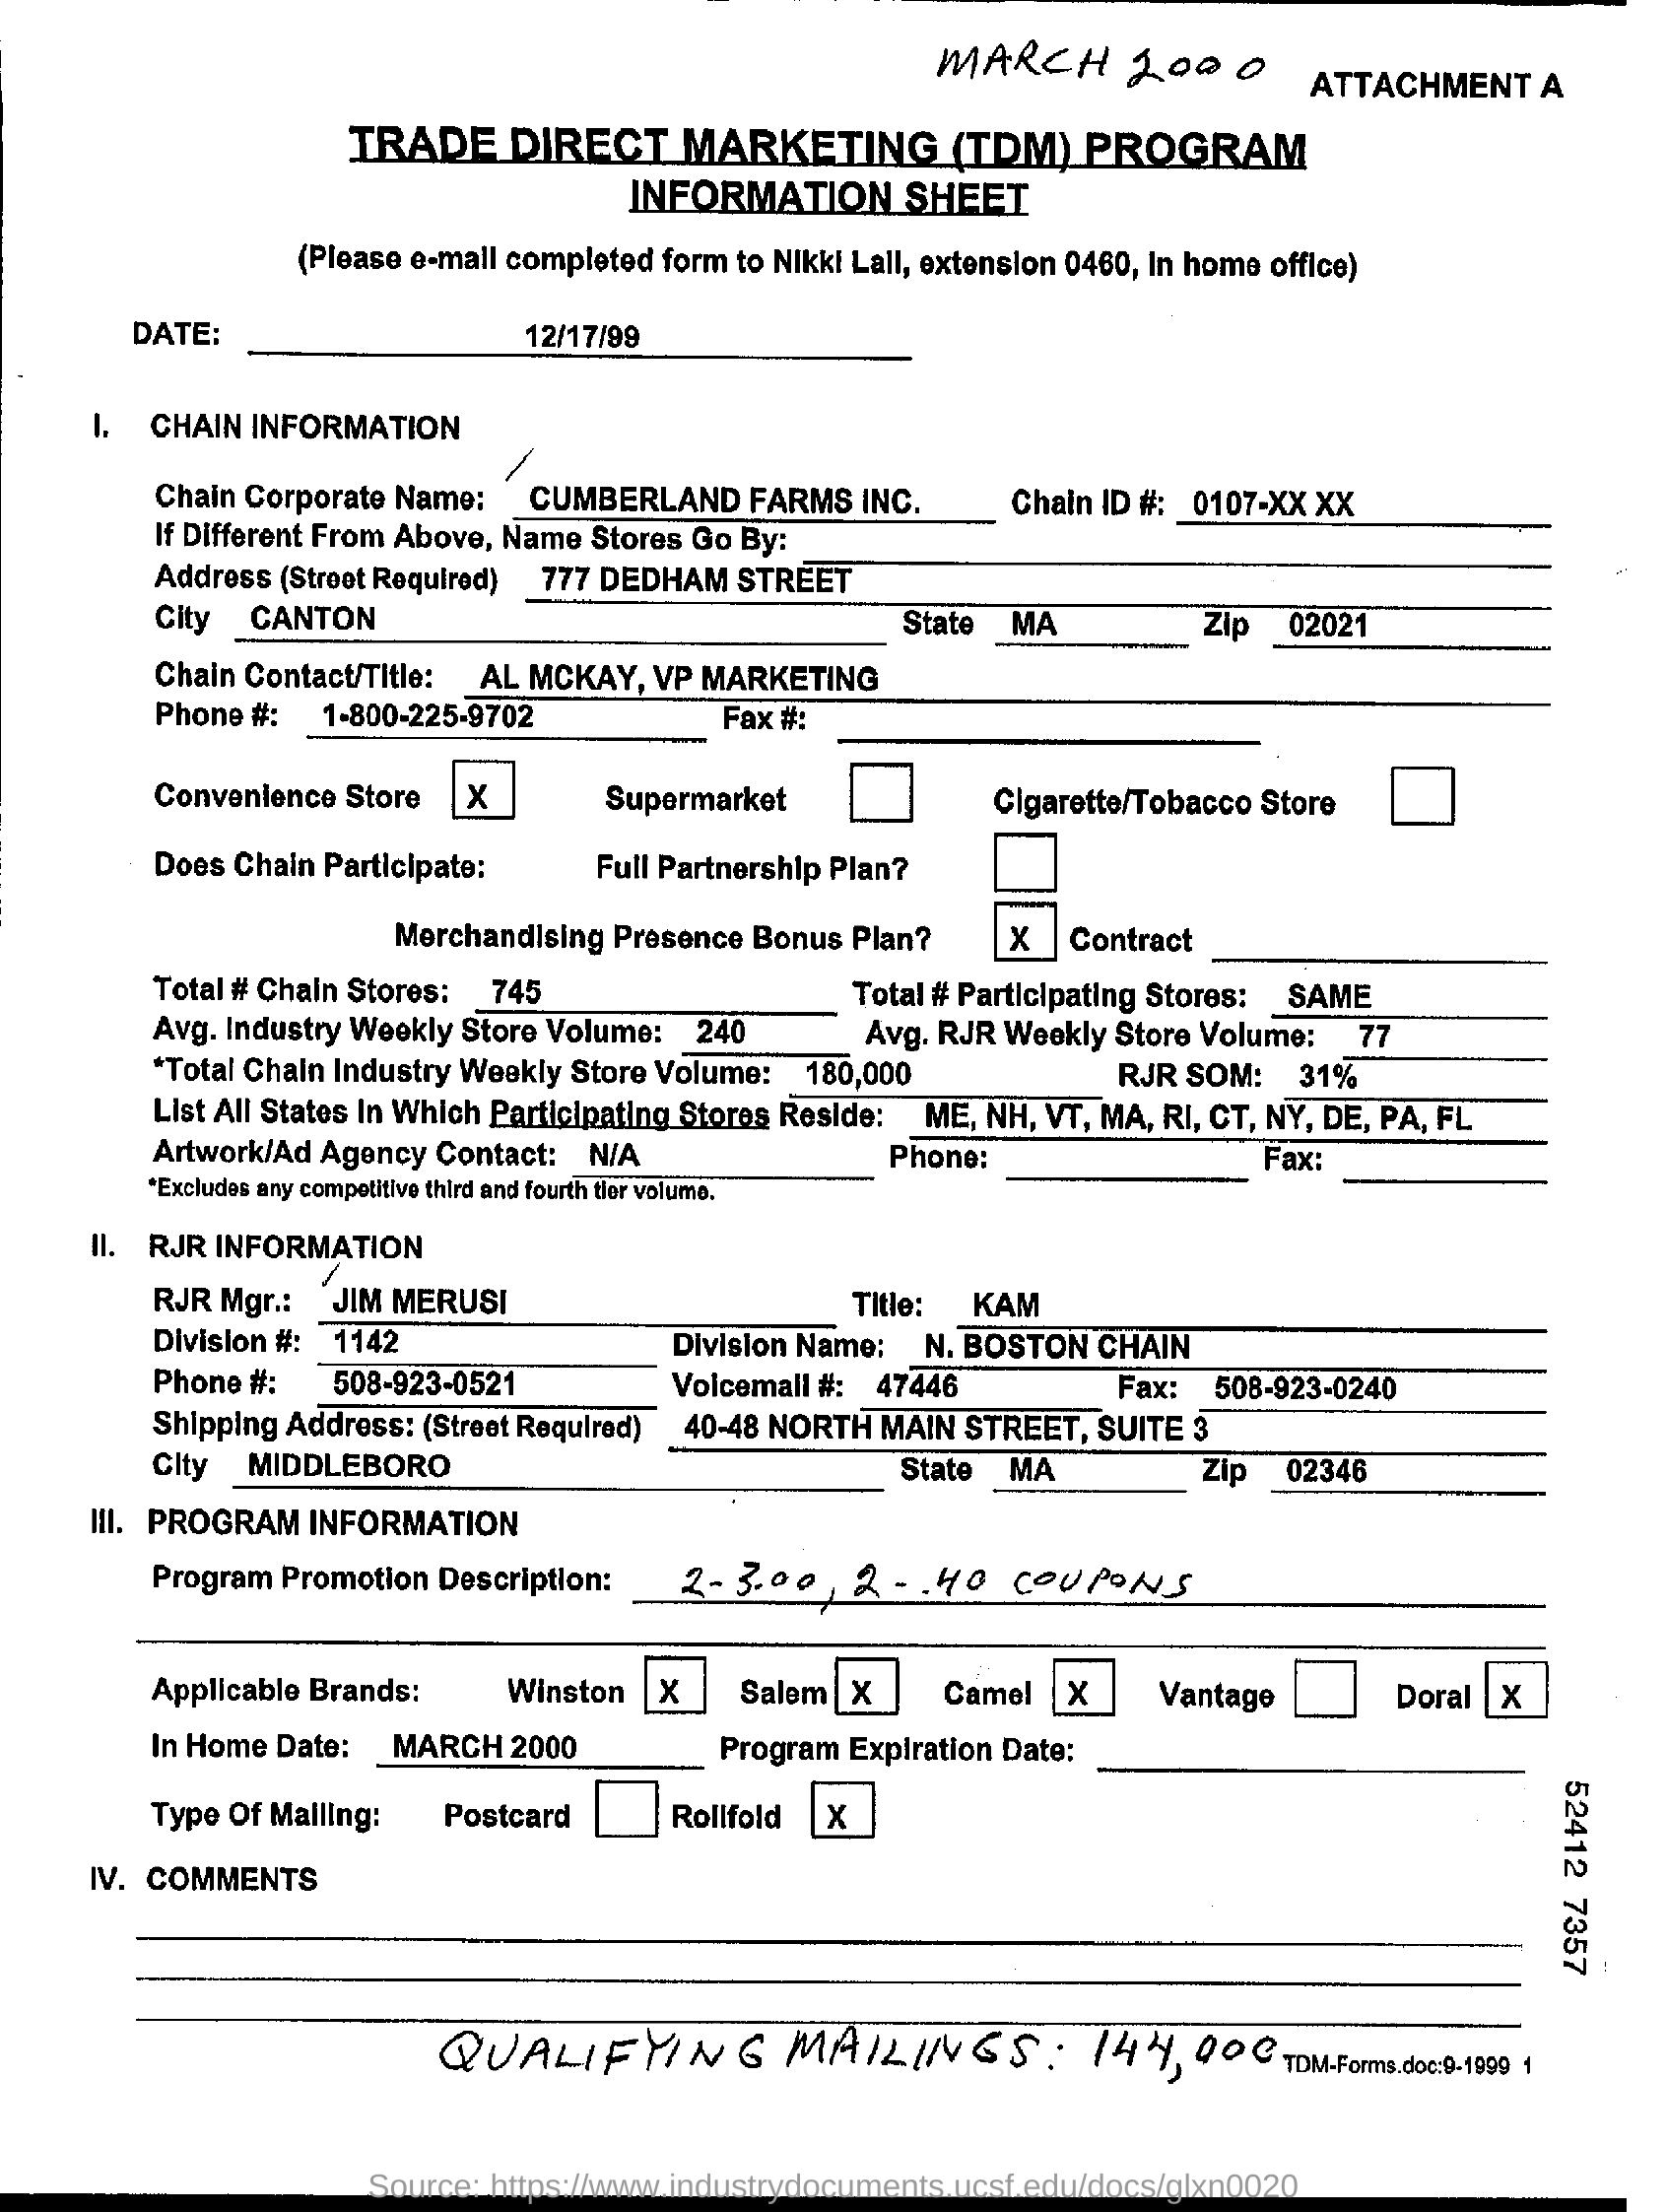 MARCH 2000 ATTACHMENT A
TRADE DIRECT MARKETING (TDM) PROGRAM
INFORMATION SHEET
(Please e-mail completed form to Nikki Lall, extension 0460, in home office)
DATE: 12/17/99
I. CHAIN INFORMATION
Chain Corporate Name: CUMBERLAND FARMS INC. Chain ID #: 0107-XX XX
If Different From Above, Name Stores Go By:
Address (Street Required) 777 DEDHAM STREET
City CANTON State MA Zip 02021
Chain Contact/Title: AL MCKAY, VP MARKETING
Phone #: 1-800-225-9702 Fax #:
Convenience Store X Supermarket Cigarette/Tobacco Store
Does Chain Participate: Full Partnership Plan?
Merchandising Presence Bonus Plan? X Contract
Total # Chain Stores: 745 Total # Participating Stores: SAME
Avg. Industry Weekly Store Volume: 240 Avg. RJR Weekly Store Volume: 77
*Total Chain Industry Weekly Store Volume: 180,000 RJR SOM: 31%
List All States In Which Participating Stores Reside: ME, NH, VT, MA, RI, CT, NY, DE, PA, FL
Artwork/Ad Agency Contact: N/A Phone: Fax:
*Excludes any competitive third and fourth tier volume.
II. RJR INFORMATION
RJR Mgr.: JIM MERUSI Title: KAM
Division #: 1142 Division Name: N. BOSTON CHAIN
Phone #: 508-923-0521 Voicemail #: 47446 Fax: 508-923-0240
Shipping Address: (Street Required) 40-48 NORTH MAIN STREET, SUITE 3
City MIDDLEBORO State MA Zip 02346
III. PROGRAM INFORMATION
Program Promotion Description: 2-3.00, 2-.40 COUPONS
Applicable Brands: Winston X Salem X Camel X Vantage Doral X
In Home Date: MARCH 2000 Program Expiration Date:
Type Of Mailing: Postcard Rollfold X
IV. COMMENTS
52412 7357
QUALIFYING MAILINGS: 144,000 TDM-Forms.doc:9-1999 1
Source: https://www.industrydocuments.ucsf.edu/docs/glxn0020